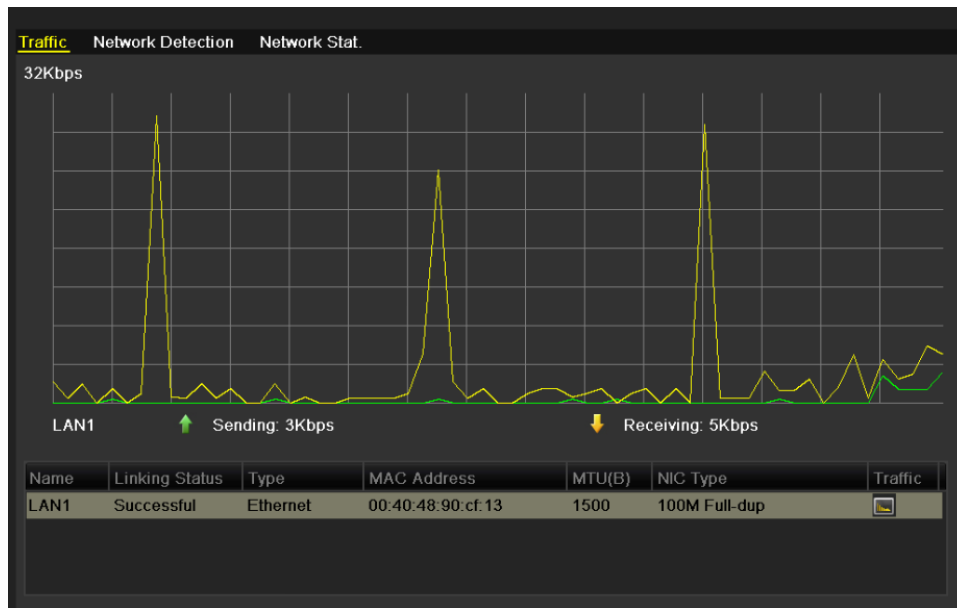 Traffic Network Detection Network Stat.
32Kbps
LAN1 Sending: 3Kbps Receiving: 5Kbps
Name Linking Status Type MAC Address MTU(B) NIC Type Traffic
LAN1 Successful Ethernet 00:40:48:90:cf:13 1500 100M Full-dup